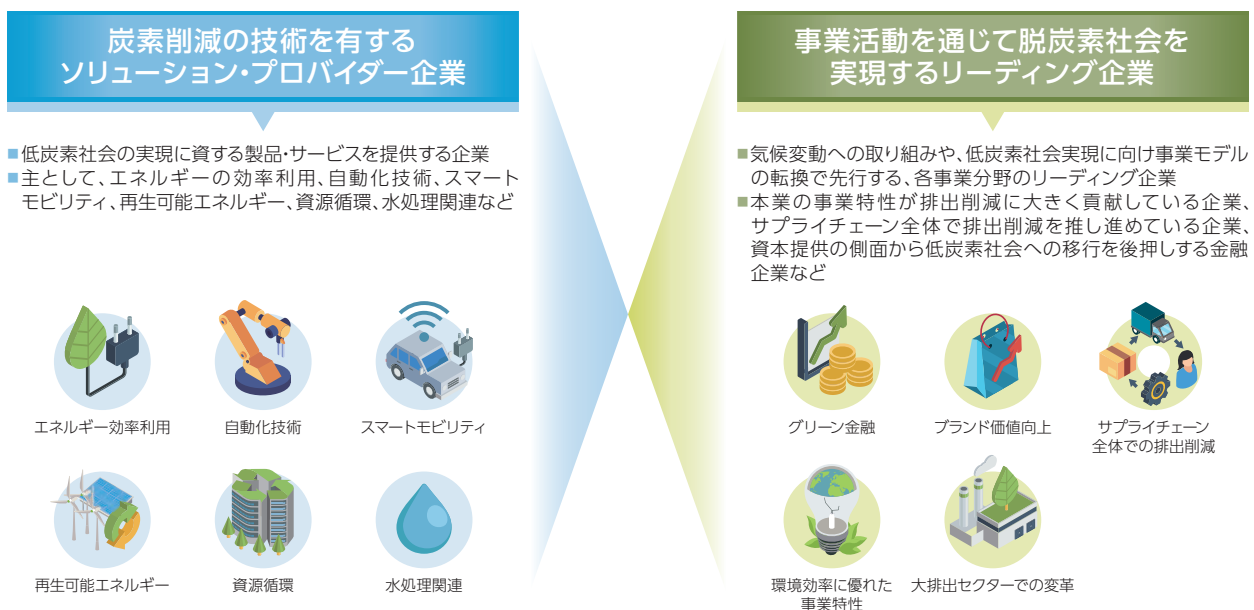 炭素削減の技術を有する
ソリューション・プロバイダー企業
■低炭素社会の実現に資する製品・サービスを提供する企業
■主として、エネルギーの効率利用、自動化技術、スマート
モビリティ、再生可能エネルギー、資源循環、水処理関連など
エネルギー効率利用
自動化技術
スマートモビリティ
再生可能エネルギー
資源循環
水処理関連
事業活動を通じて脱炭素社会を
実現するリーディング企業
■気候変動への取り組みや、低炭素社会実現に向け事業モデル
の転換で先行する、各事業分野のリーディング企業
■本業の事業特性が排出削減に大きく貢献している企業、
サプライチェーン全体で排出削減を推し進めている企業、
資本提供の側面から低炭素社会への移行を後押しする金融
企業など
グリーン金融
ブランド価値向上
サプライチェーン
全体での排出削減
環境効率に優れた
事業特性
大排出セクターでの変革